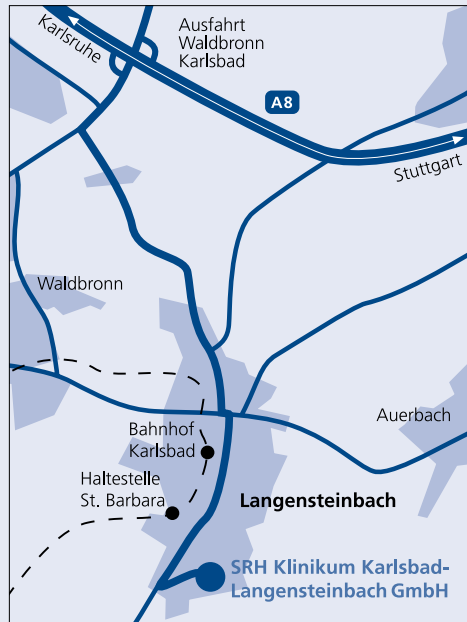 Karlsruhe
Ausfahrt
Waldbronn
Karlsbad
A8
Stuttgart
Waldbronn
Auerbach
Bahnhof
Karlsbad
Haltestelle
St. Barbara
Langensteinbach
SRH Klinikum Karlsbad-
Langensteinbach GmbH